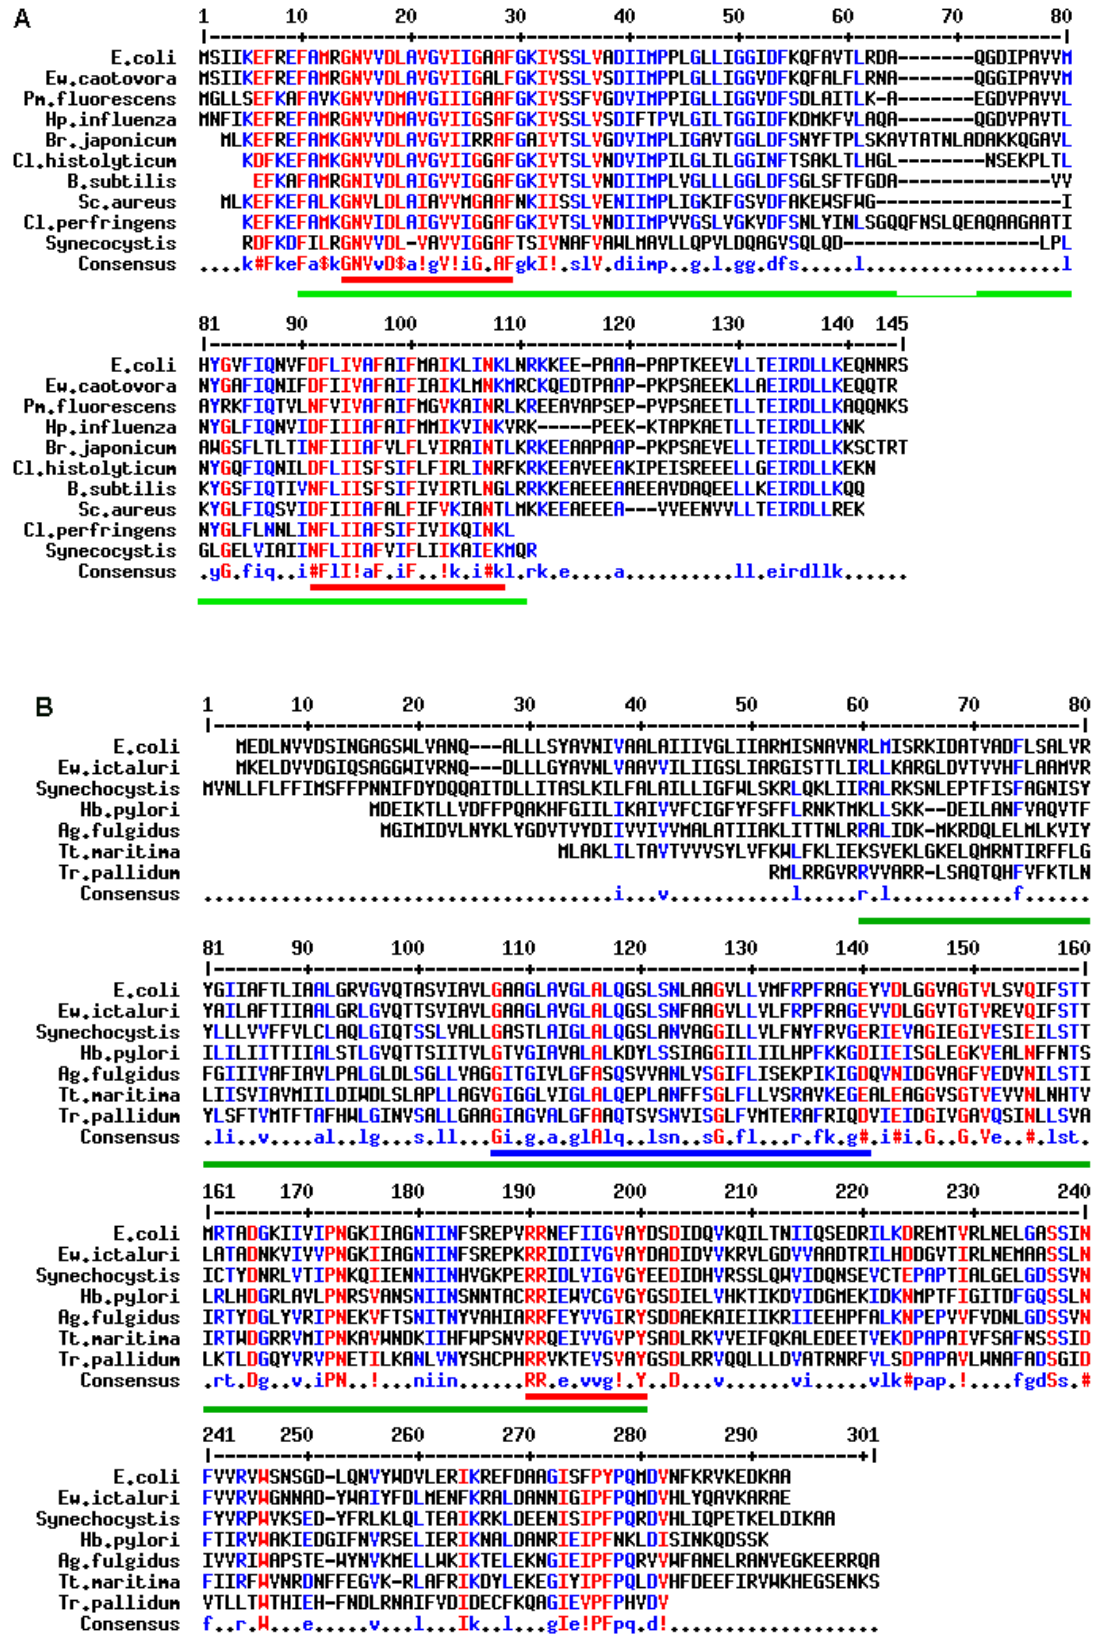 A
1 10 20 30 40 50 60 70 80
E.coli MSIIKEFREFAMRGNVVDLAVGVIIGAAFGKIVSSLVADIIMPPLGLLIGGIDFKQFAVTLRDA-------QGDIPAVVM
Ew.caotovora MSIIKEFREFAMRGNVVDLAVGVIIGALFGKIVSSLVADIIMPPLGLLIGGVDFKQFALFLRNA-------QGGIPAVVM
Pm.fluorescens MGLLSEFKAFAVKGNVVDMAVGIIIGAAFGKIVSSFVGDVIMPPIGLLIGGVDFSDLAITLK-A-------EGDVPAVVL
Hp.influenza MNFIKEFREFAMRGNVVDMAVGVIIGSAFGKIVSSLVSDIFTPVLGILTGGIDFKDMKFVLAQA-------QGDVPAVTL
Br.japonicum MLKEFREFAMKGNVVDLAVGVIIRRAFGAIVTSLVGDVIMPLIGAVTGGLDFSNYFTPLSKAVTATNLADAKKQGAVL
Cl.histolyticum KDFKEFAMKGNVVDLAVGVIIGGAFGKIVTSLVNDVIMPILGLILGGINFTSAKLTLHGL--------NSEKPLTL
B.subtilis EFKAFAMRGNIVDLAIGVVIGGAFGKIVTSLVNDIIMPLVGLLLGGLDFSGLSFTFGDA--------------VV
Sc.aureus MLKEFKEFALKGNVLDLAIAVVMGAAFNKIISSLVENIIMPLIGKIFGSVDFAKEWSFWG-----------------I
Cl.perfringens KEFKEFAMKGNVIDLAVGVVIGGAFGKIVTSLVNDIIMPVVGSLVGKVDFSNLYINLSGQQFNSLQEAQAAGAATI
Synecocystis RDFKDFILRGNVVDL-VAVVIGGAFTSIVNAFVAWLMAVLLQPVLDQAGVSQLQD------------------LPL
Consensus ....k#FkeFa$kGNVvD$a!gV!iG.AFgkI!.slV.diimp..g.l.gg.dfs.....l..................l
81 90 100 110 120 130 140 145
E.coli HYGVFIQNVFDFLIVAFAIFMAIKLINKLNRKKEE-PAAA-PAPTKEEVLLTEIRDLLKEQNNRS
Ew.caotovora NYGAFIQNIFDFIIVAFAIFIAIKLMNKMRCKQEDTPAAP-PKPSAEEKLLAEIRDLLKEQQTR
Pm.fluorescens AYRKFIQTVLNFVIVAFAIFMGVKAINRLKREEAVAPSEP-PVPSAEETLLTEIRDLLKAQQNKS
Hp.influenza NYGLFIQNVIDFIIIAFAIFMMIKVINKVRK-----PEEK-KTAPKAETLLTEIRDLLKNK
Br.japonicum AWGSFLTLTINFIIIAFVLFLVIRAINTLKRKEEAAPAAP-PKPSAEVELLTEIRDLLKKSCTRT
Cl.histolyticum NYGQFIQNILDFLIISFSIFLFIRLINRFKRKEEAVEEAKIPEISREEELLGEIRDLLKEKN
B.subtilis KYGSFIQTIVNFLIISFSIFIVIRTLNGLRRKKEAEEEAAEEAVDAQEELLKEIRDLLKQQ
Sc.aureus KYGLFIQSVIDFIIIAFALFIFVKIANTLMKKEEAEEEA---VVEENVVLLTEIRDLLREK
Cl.perfringens NYGLFLNNLINFLIIAFSIFIVIKQINKL
Synecocystis GLGELVIAIINFLIIAFVIFLIIKAIEKMQR
Consensus .yG.fiq..i#FlI!aF.iF..!k.i#kl.rk.e....a..........ll.eirdllk......
B
1 10 20 30 40 50 60 70 80
E.coli MEDLNVVDSINGAGSWLVANQ---ALLLSYAVNIVAALAIIIVGLIIARMISNAVNRLMISRKIDATVADFLSALVR
Ew.ictaluri MKELDVVDGIQSAGGWIVRNQ---DLLLGYAVNLVAAVVILIIGSLIARGISTTLIRLLKARGLDVTVVHFLAAMVR
Synechocystis MVNLLFLFFIMSFFPNNIFDYDQQAITDLLITASLKIFLALAILLIGFWLSKRLQKLIIRALRKSNLEPTFISFAGNISY
Hb.pylori MDEIKTLLVDFFPQAKHFGIILIKAIVVFCIGFYFSFFLRNKTMKLLSKK--DEILANFVAQVTF
Ag.fulgidus MGIMIDVLNYKLYGDVTVYDIIVVIVVMALATIIAKLITTNLRRALIDK-MKRDQLELMLKVIY
Tt.maritima MLAKLILTAVTVVVSYLVFKWLFKLIEKSVEKLGKELQMRNTIRFFLG
Tr.pallidum RMLRRGVRRVVARR-LSAQTQHFVFKTLN
Consensus .....................................i...v...........l.....r.l...........f......
81 90 100 110 120 130 140 150 160
E.coli YGIIAFTLIAALGRVGVQTASVIAVLGAAGLAVGLALQGSLSNLAAGVLLVMFRPFRAGEYVDLGGVAGTVLSVQIFSTT
Ew.ictaluri YAILAFTIIAALGRLGVQTTSVIAVLGAAGLAVGLALQGSLSNFAAGVLLVLFRPFRAGEVVDLGGVTGTVREVQIFSTT
Synechocystis YLLLVVFFVLCLAQLGIQTSSLVALLGASTLAIGLALQGSLANVAGGILLVLFNYFRVGERIEVAGIEGIVESIEILSTT
Hb.pylori ILILIITTIIALSTLGVQTTSIITVLGTVGIAVALALKDYLSSIAGGIILIILHPFKKGDIIEISGLEGKVEALNFFNTS
Ag.fulgidus FGIIIVAFIAVLPALGLDLSGLLVAGGITGIVLGFASQSVVANLVSGIFLISEKPIKIGDQVNIDGVAGFVEDVNILSTI
Tt.maritima LIISVIAVMIILDIWDLSLAPLLAGVGIGGLVIGLALQEPLANFFSGLFLLVSRAVKEGEALEAGGVSGTVEVVNLNHTV
Tr.pallidum YLSFTVMTFTAFHWLGINVSALLGAAGIAGVALGFAAQTSVSNVISGLFVMTERAFRIQDVIEIDGIVGAVQSINLLSVA
Consensus .li..v....al..lg...s.ll...Gi.g.a.glAlq..lsn..sG.fl...r.fk.g#.i#i.G..G.Ve..#.lst.
161 170 180 190 200 210 220 230 240
E.coli MRTADGKIIVIPNGKIIAGNIINFSREPVRRNEFIIGVAYDSDIDQVKQILTNIIQSEDRILKDREMTVRLNELGASSIN
Ew.ictaluri LATADNKVIVVPNGKIIAGNIINFSREPKRRIDIIVGVAYDADIDVVKRVLGDVVAADTRILHDDGVTIRLNEMAASSLN
Synechocystis ICTYDNRLVTIPNKQIIENNIINHVGKPERRIDLVIGVGYEEDIDHVRSSLQWVIDQNSEVCTEPAPTIALGELGDSSVN
Hb.pylori LRLHDGRLAVLPNRSVANSNIINSNNTACRRIEWVCGVGYGSDIELVHKTIKDVIDGMEKIDKNMPTFIGITDFGQSSLN
Ag.fulgidus IRTYDGLYVRIPNEKVFTSNITNYVAHIARRFEYVVGIRYSDDAEKAIEIIKRIIEEHPFALKNPEPVVFVDNLGDSSVN
Tt.maritima IRTWDGRRVMIPNKAVWNDKIIHFWPSNVRRQEIVVGVPYSADLRKVVEIFQKALEDEETVEKDPAPAIVFSAFNSSSID
Tr.pallidum LKTLDGQYVRVPNETILKANLVNYSHCPHRRVKTEVSVAYGSDLRRVQQLLLDVATRNRFVLSDPAPAVLWNAFADSGID
Consensus .rt.Dg..v.iPN..!...niin......RR.e.vvg!.Y..D...v......vi.....vlk#pap.!....fgdSs.#
241 250 260 270 280 290 301
E.coli FVVRVWSNSGD-LQNVYWDVLERIKREFDAAGISFPYPQMDVNFKRVKEDKAA
Ew.ictaluri FVVRVWGNNAD-YWAIYFDLMENFKRALDANNIGIPFPQMDVHLYQAVKARAE
Synechocystis FYVRPWVKSED-YFRLKLQLTEAIKRKLDEENISIPFPQRDVHLIQPETKELDIKAA
Hb.pylori FTIRVWAKIEDGIFNVRSELIERIKNALDANRIEIPFNKLDISINKQDSSK
Ag.fulgidus IVVRIWAPSTE-WYNVKMELLWKIKTELEKNGIEIPFPQRVVWFANELRANVEGKEERRQA
Tt.maritima FIIRFWVNRDNFFEGVK-RLAFRIKDYLEKEGIYIPFPQLDVHFDEEFIRVWKHEGSENKS
Tr.pallidum VTLLTWTHIEH-FNDLRNAIFVDIDECFKQAGIEVPFPHVDV
Consensus f..r.W...e.....v...l...Ik..l...gIe!PFpq.d!...................